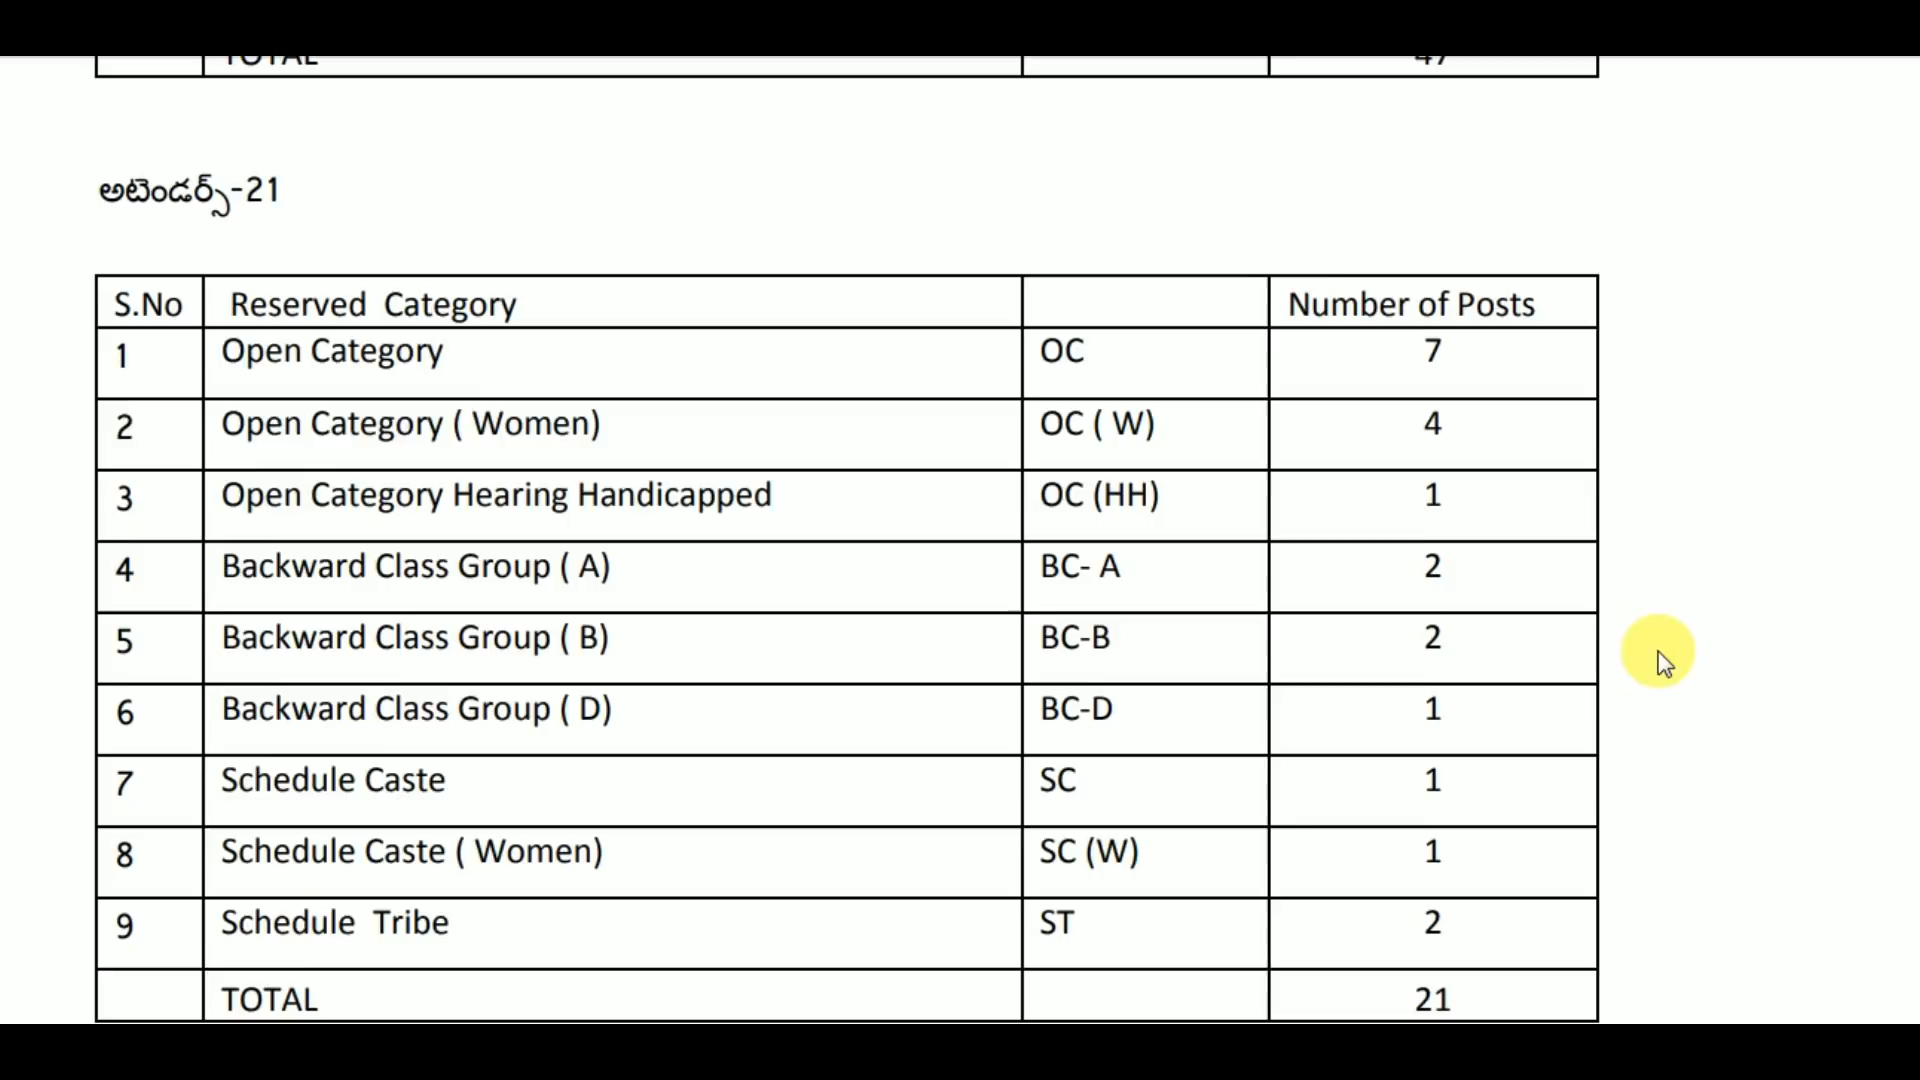 TOTAL 47
అటెండర్స్-21
S.No Reserved Category Number of Posts
1 Open Category OC 7
2 Open Category ( Women) OC ( W) 4
3 Open Category Hearing Handicapped OC (HH) 1
4 Backward Class Group ( A) BC- A 2
5 Backward Class Group ( B) BC-B 2
6 Backward Class Group ( D) BC-D 1
7 Schedule Caste SC 1
8 Schedule Caste ( Women) SC (W) 1
9 Schedule Tribe ST 2
TOTAL 21